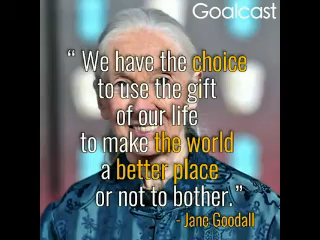 Goalcast
“ We have the choice
to use the gift
of our life
to make the world
a better place
or not to bother.”
- Jane Goodall